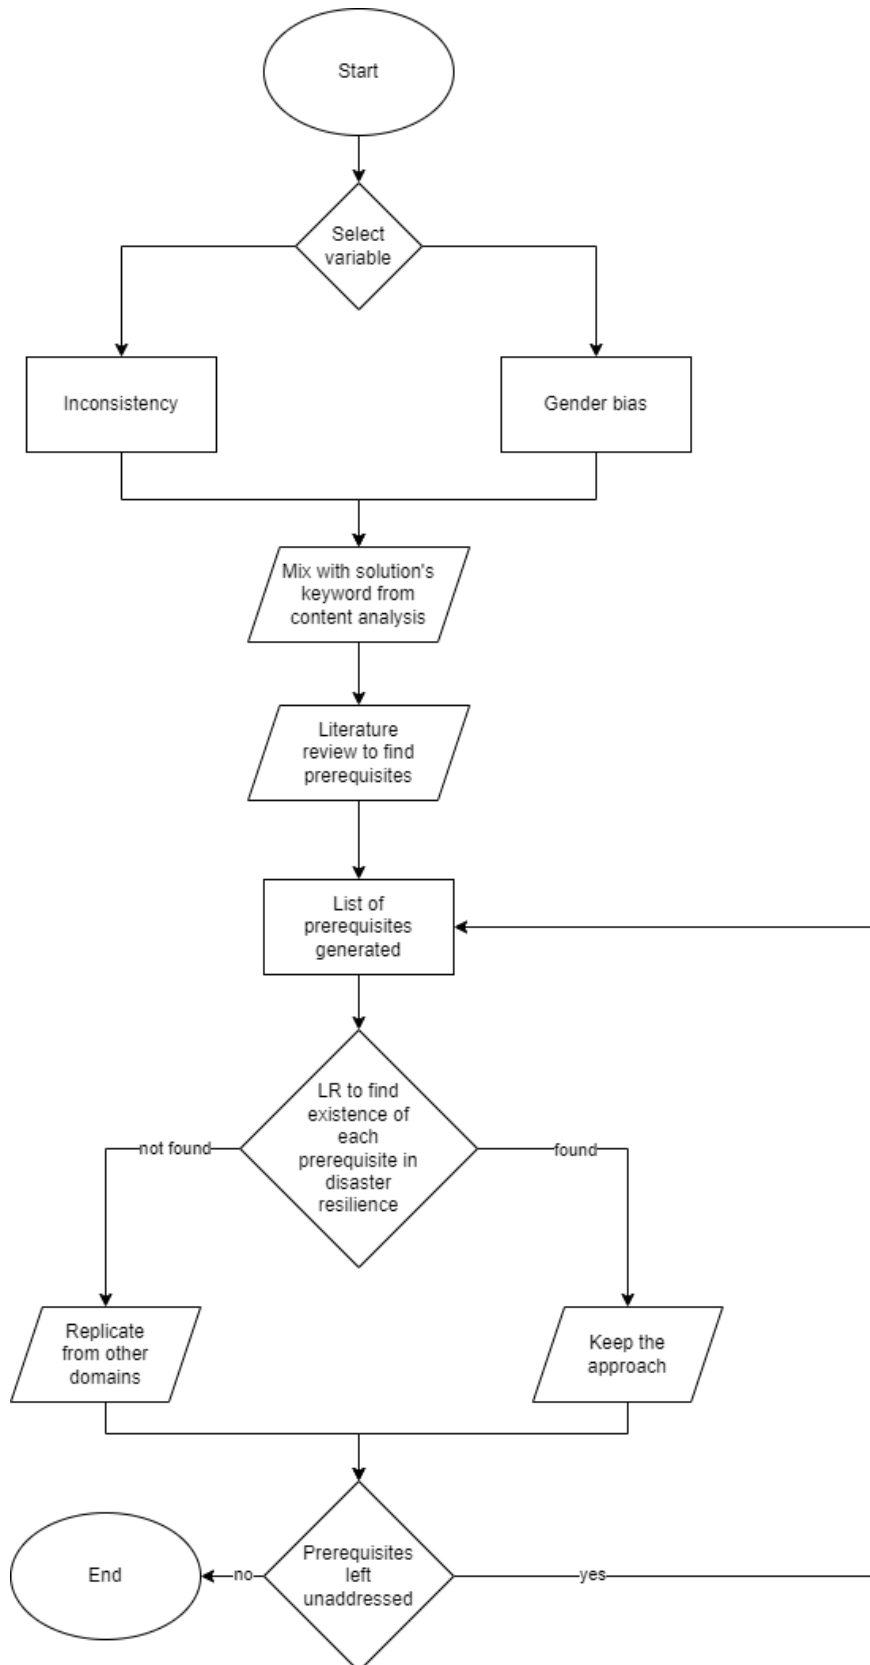 Start
Select
variable
Inconsistency
Gender bias
Mix with solution's
keyword from
content analysis
Literature
review to find
prerequisites
List of
prerequisites
generated
LR to find
existence of
each
prerequisite in
disaster
resilience
not found
found
Replicate
from other
domains
Keep the
approach
Prerequisites
left
unaddressed
no
yes
End